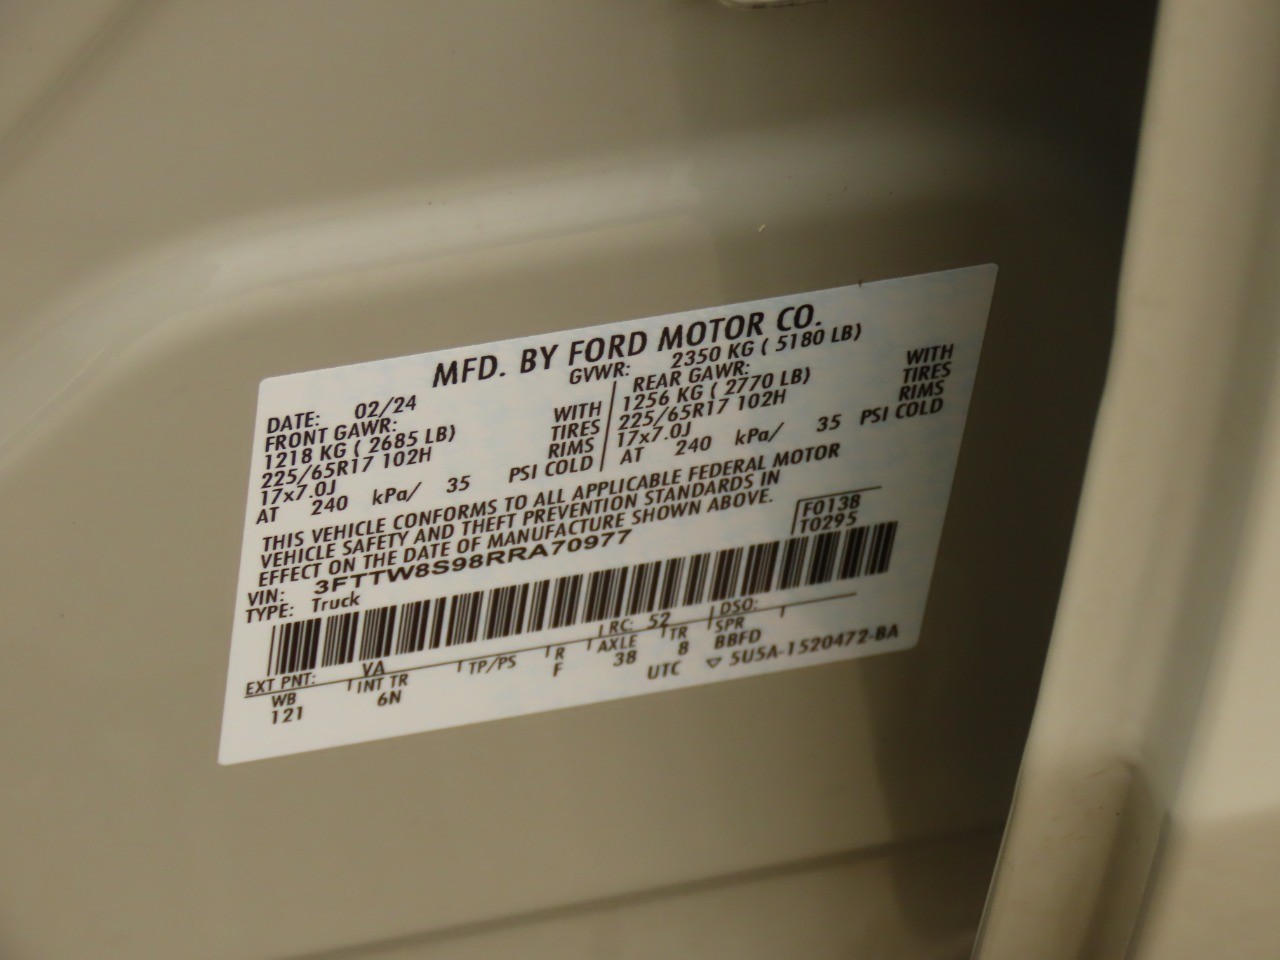 MFD. BY FORD MOTOR CO.
DATE: 02/24 GVWR: 2350 KG ( 5180 LB)
FRONT GAWR: REAR GAWR:
1218 KG ( 2685 LB) WITH 1256 KG ( 2770 LB) WITH
225/65R17 102H TIRES 225/65R17 102H TIRES
17x7.0J RIMS 17x7.0J RIMS
AT 240 kPa/ 35 PSI COLD AT 240 kPa/ 35 PSI COLD
THIS VEHICLE CONFORMS TO ALL APPLICABLE FEDERAL MOTOR
VEHICLE SAFETY AND THEFT PREVENTION STANDARDS IN
EFFECT ON THE DATE OF MANUFACTURE SHOWN ABOVE.
VIN: 3FTTW8S98RRA70977 F0138
TYPE: Truck T0295
EXT PNT: VA RC: 52 DSO:
WB INT TR TP/PS R AXLE TR SPR
121 6N F 38 8 BBFD
UTC ▽ 5U5A-1520472-BA